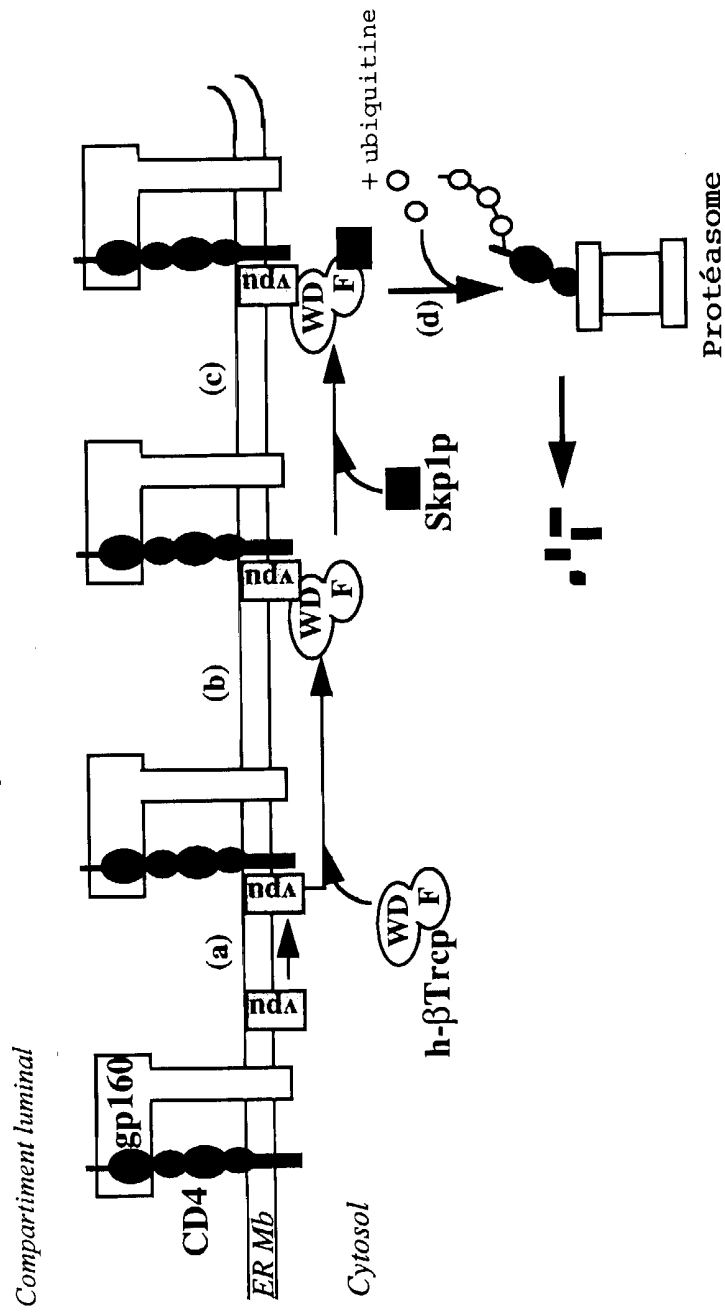 Compartiment luminal
gp160
CD4
ER Mb
Cytosol
(a)
vpu
vpu
h-βTrcp
WD
F
(b)
vpu
WD
F
Skp1p
(c)
vpu
WD
F
+ ubiquitine
(d)
Protéasome